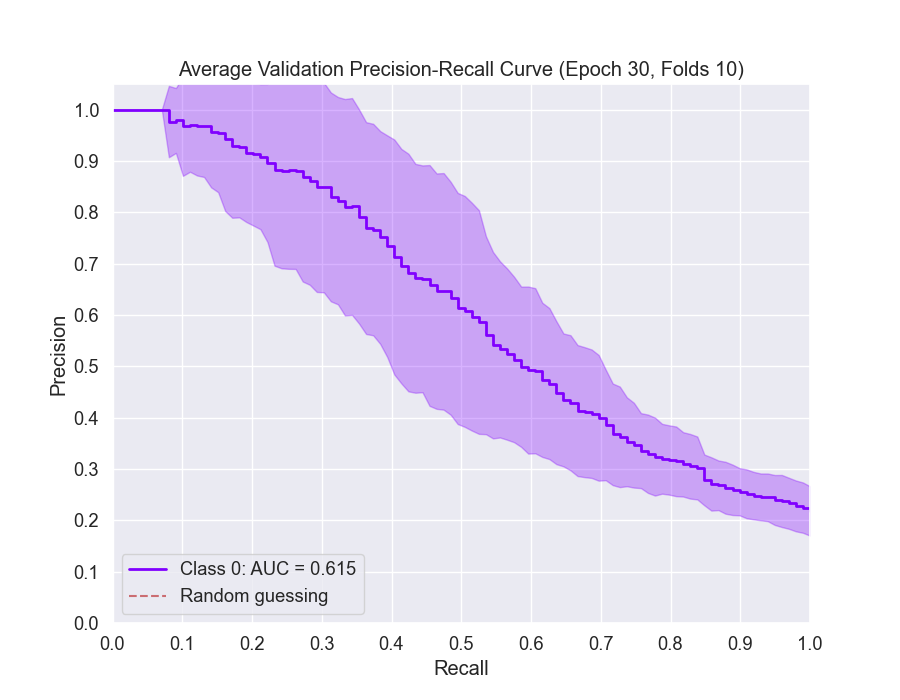 Average Validation Precision-Recall Curve (Epoch 30, Folds 10)
Precision
1.0
0.9
0.8
0.7
0.6
0.5
0.4
0.3
0.2
0.1
0.0
Class 0: AUC = 0.615
Random guessing
0.0 0.1 0.2 0.3 0.4 0.5 0.6 0.7 0.8 0.9 1.0
Recall